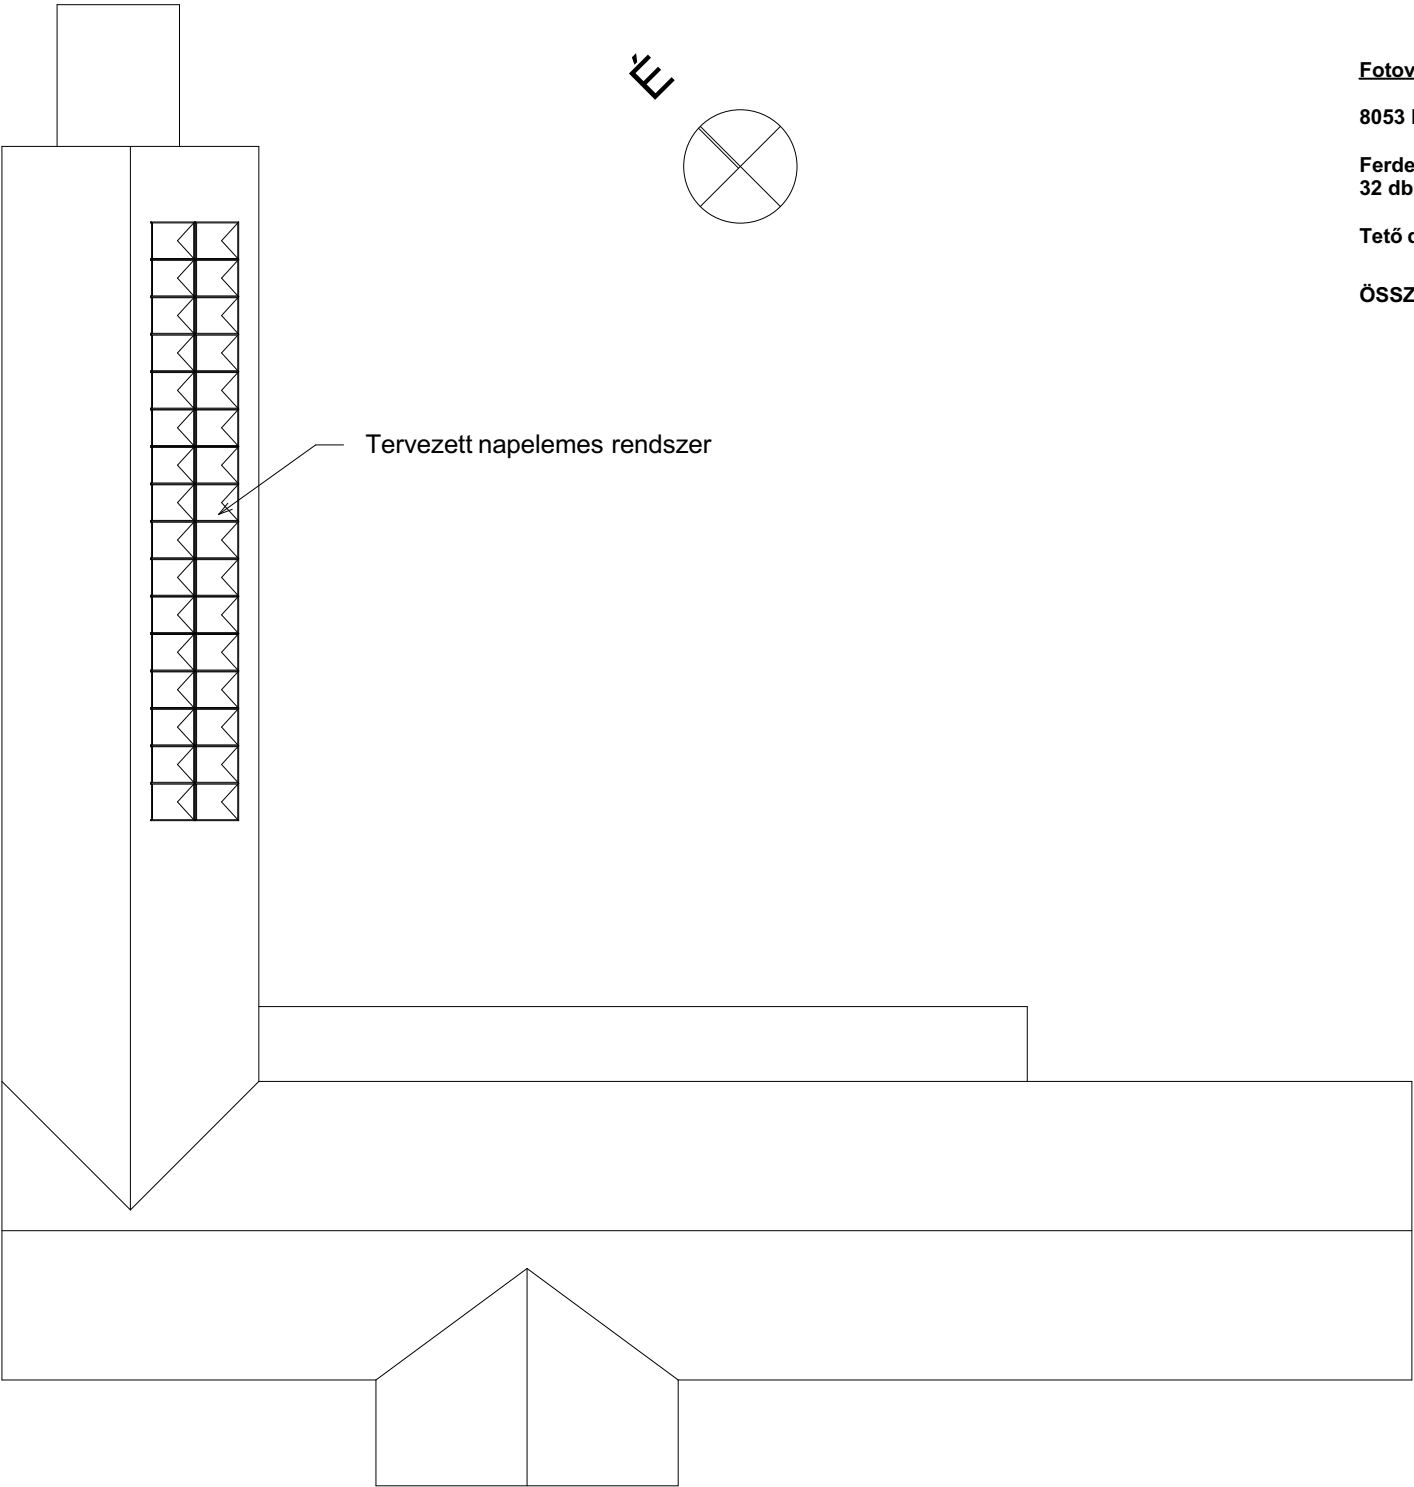 É
Fotov
8053
Ferde
32 db
Tető
ÖSSZ
Tervezett napelemes rendszer